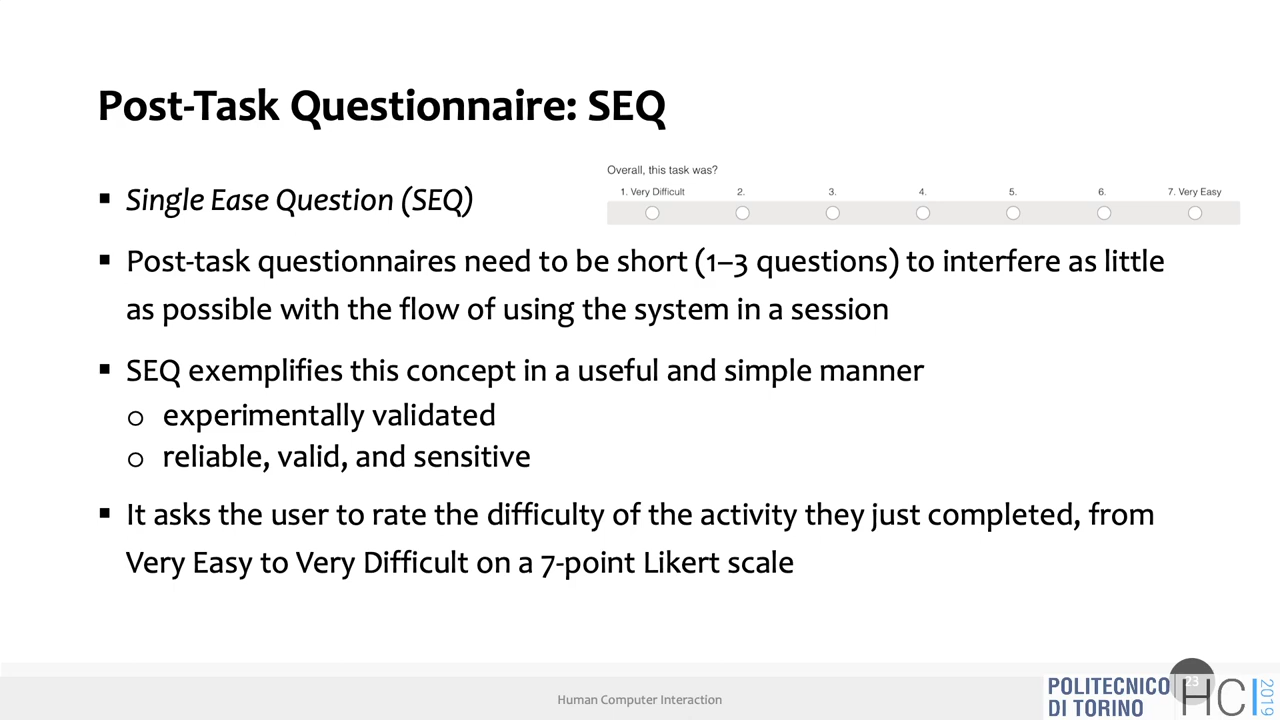 Post-Task Questionnaire: SEQ
▪ Single Ease Question (SEQ)
Overall, this task was?
1. Very Difficult 2. 3. 4. 5. 6. 7. Very Easy
▪ Post-task questionnaires need to be short (1–3 questions) to interfere as little
as possible with the flow of using the system in a session
▪ SEQ exemplifies this concept in a useful and simple manner
o experimentally validated
o reliable, valid, and sensitive
▪ It asks the user to rate the difficulty of the activity they just completed, from
Very Easy to Very Difficult on a 7-point Likert scale
Human Computer Interaction
23
POLITECNICO
DI TORINO
HCI
2019